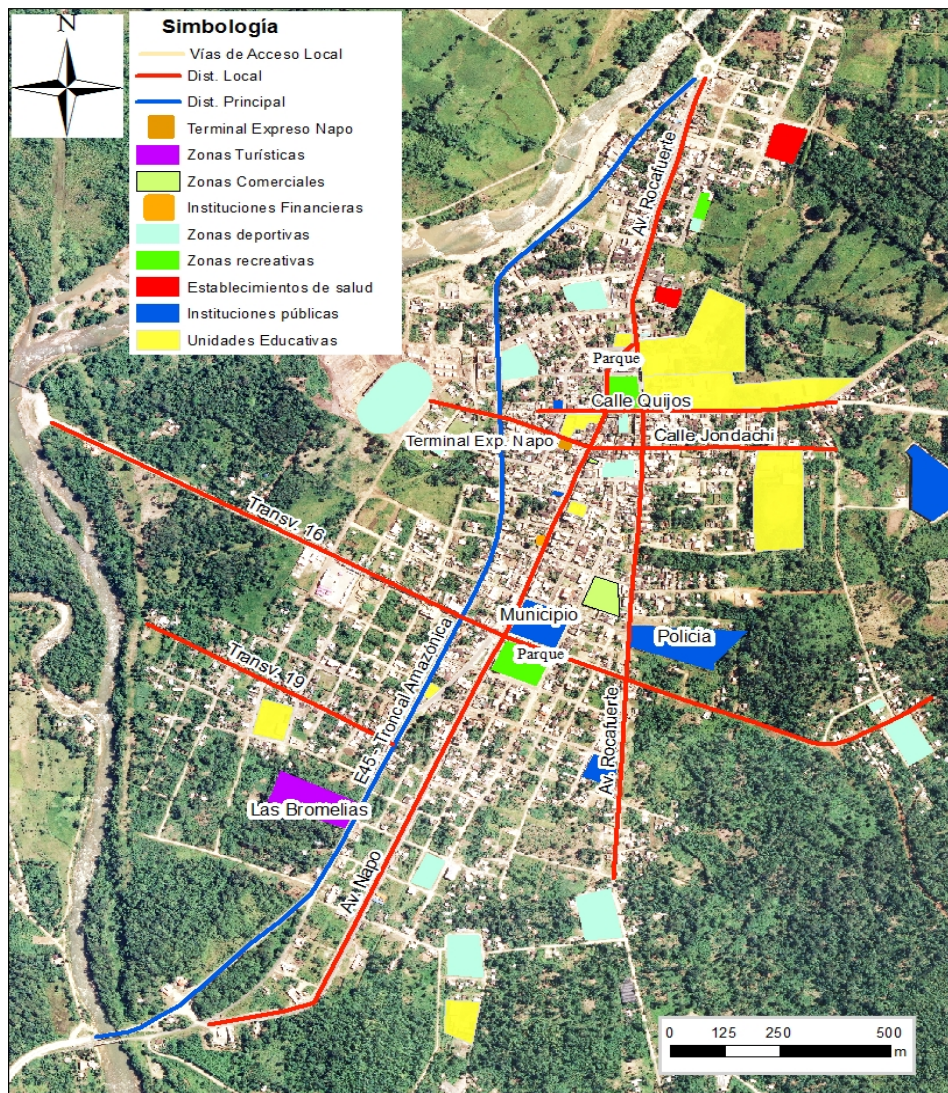 N
Simbología
Vías de Acceso Local
Dist. Local
Dist. Principal
Terminal Expreso Napo
Zonas Turísticas
Zonas Comerciales
Instituciones Financieras
Zonas deportivas
Zonas recreativas
Establecimientos de salud
Instituciones públicas
Unidades Educativas
Av. Rocafuerte
Parque
Calle Quijos
Calle Jondachi
Terminal Exp. Napo
Transv. 16
Municipio
Policia
Parque
Transv. 19
E45- Troncal Amazónica
Av. Rocafuerte
Las Bromelias
Av. Napo
0 125 250 500
m